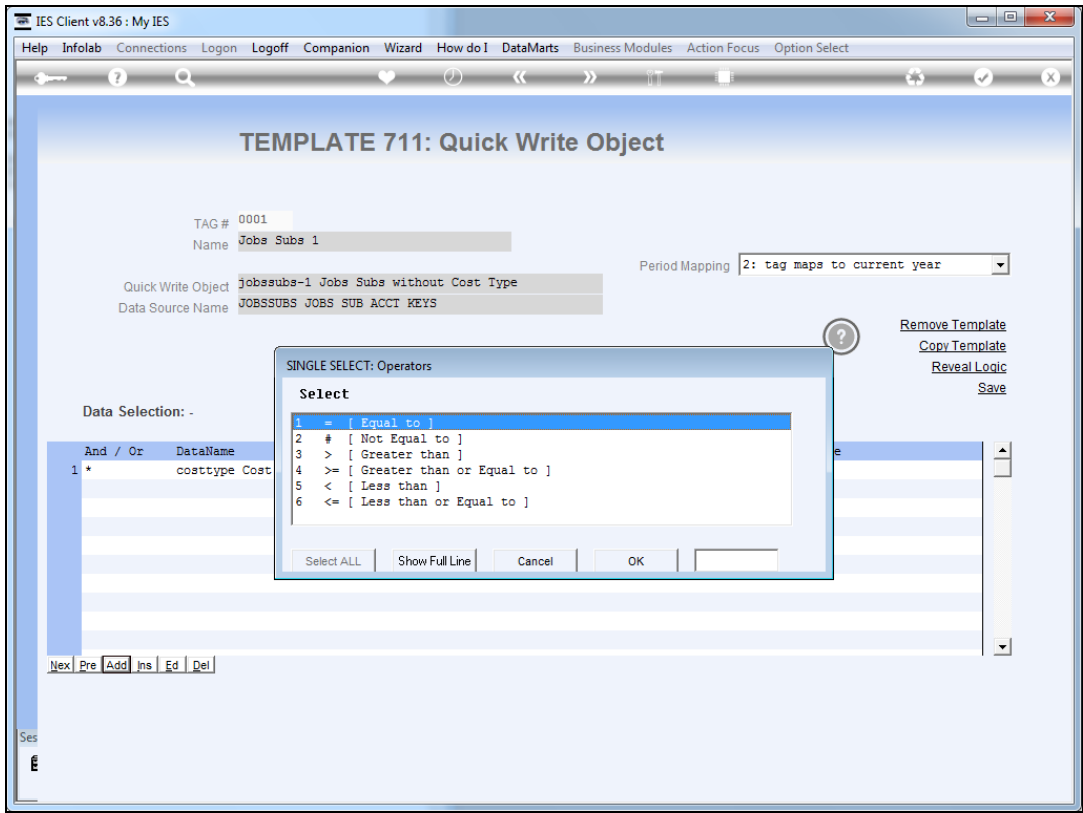 IES Client v8.36 : My IES
Help Infolab Connections Logon Logoff Companion Wizard How do I DataMarts Business Modules Action Focus Option Select
TEMPLATE 711: Quick Write Object
TAG # 0001
Name Jobs Subs 1
Period Mapping 2: tag maps to current year
Quick Write Object jobssubs-1 Jobs Subs without Cost Type
Data Source Name JOBSSUBS JOBS SUB ACCT KEYS
Remove Template
Copy Template
Reveal Logic
Save
SINGLE SELECT: Operators
Select
1 = [ Equal to ]
2 # [ Not Equal to ]
3 > [ Greater than ]
4 >= [ Greater than or Equal to ]
5 < [ Less than ]
6 <= [ Less than or Equal to ]
Select ALL Show Full Line Cancel OK
Data Selection: -
And / Or DataName e
1 * costtype Cost
Nex Pre Add Ins Ed Del
Ses